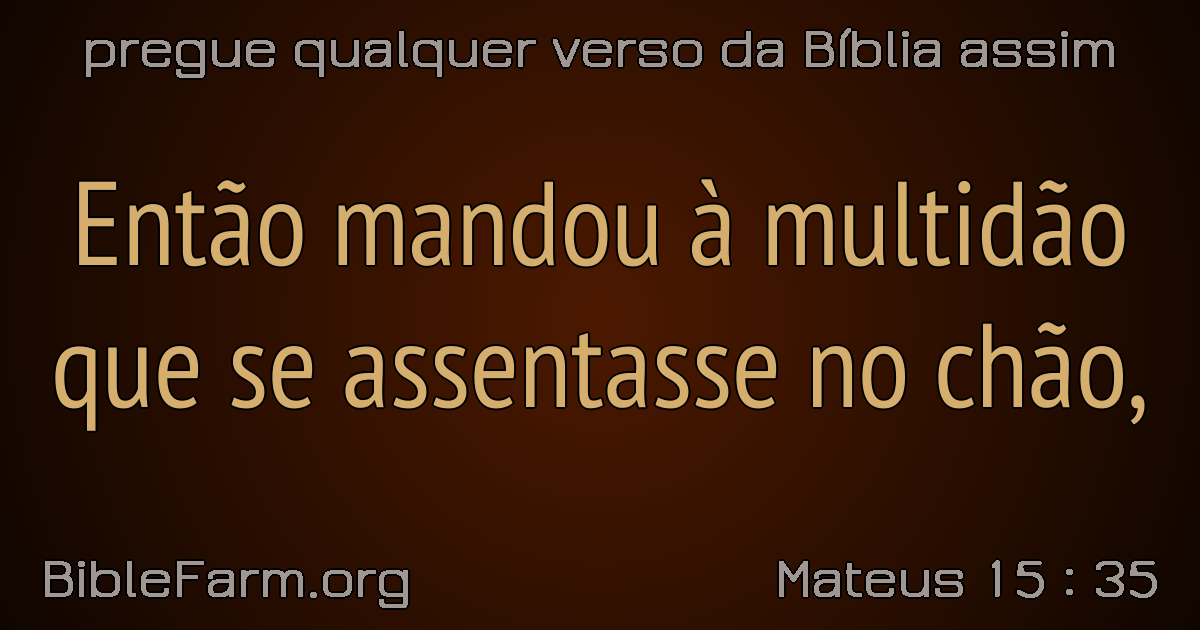 pregue qualquer verso da Bíblia assim
Então mandou à multidão
que se assentasse no chão,
BibleFarm.org
Mateus 15 : 35